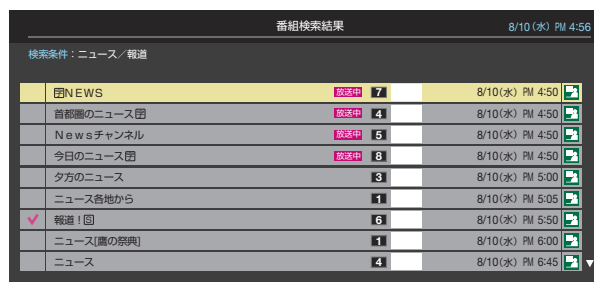 番組検索結果 8/10(水) PM 4:56
検索条件：ニュース／報道
字NEWS 放送中 7 8/10(水) PM 4:50
首都圏のニュース字 放送中 4 8/10(水) PM 4:50
Newsチャンネル 放送中 5 8/10(水) PM 4:50
今日のニュース字 放送中 8 8/10(水) PM 4:50
夕方のニュース 3 8/10(水) PM 5:00
ニュース各地から 1 8/10(水) PM 5:05
報道！S 6 8/10(水) PM 5:50
ニュース[鷹の祭典] 1 8/10(水) PM 6:00
ニュース 4 8/10(水) PM 6:45